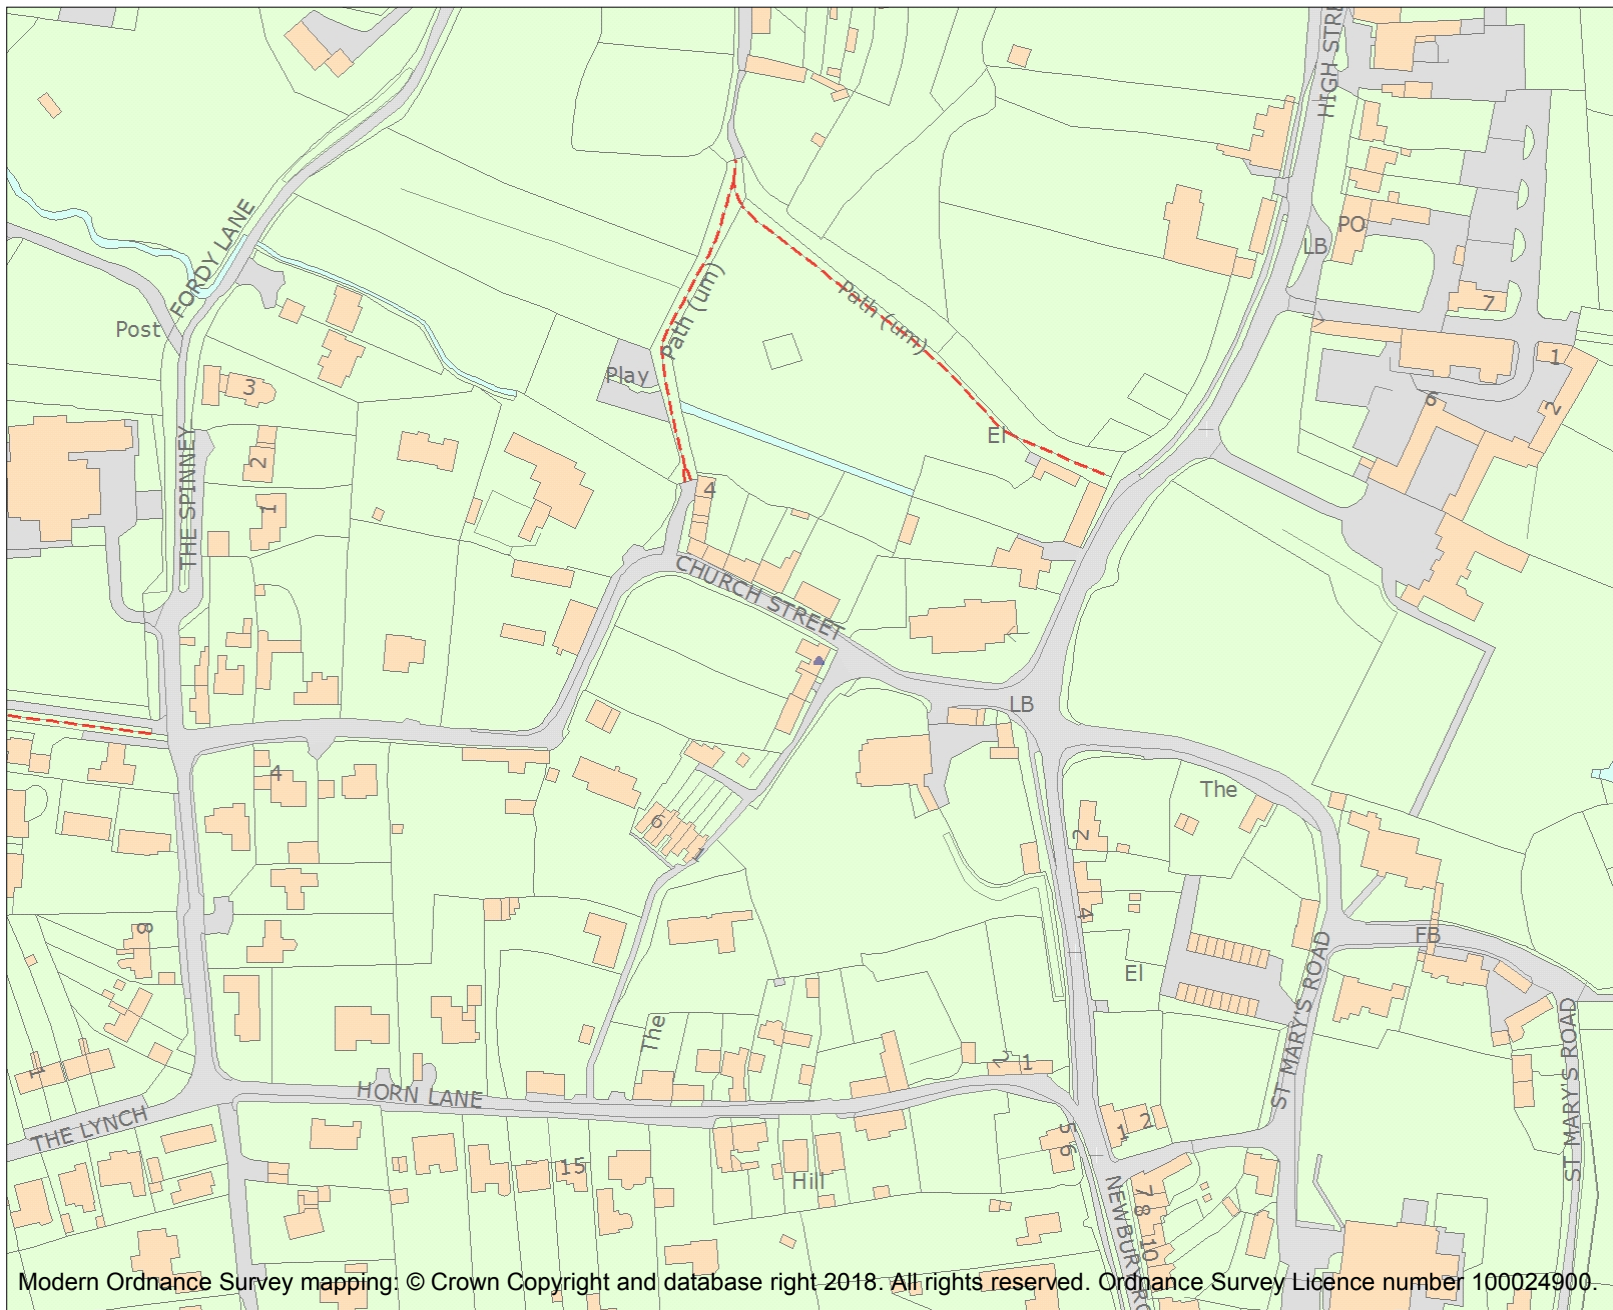 HIGH STRE
FORDY LANE
PO
LB
Path (um)
Path (um)
7
Post
1
Play
3
6
2
El
THE SPINNEY
2
4
1
CHURCH STREET
LB
4
The
6
2
1
4
8
FB
ST MARY'S ROAD
El
The
ST MARY'S ROAD
2
1
1
HORN LANE
THE LYNCH
2
1
5 6
15
Hill
7 8
10
NEWBURY RO
Modern Ordnance Survey mapping: © Crown Copyright and database right 2018. All rights reserved. Ordnance Survey Licence number 100024900.